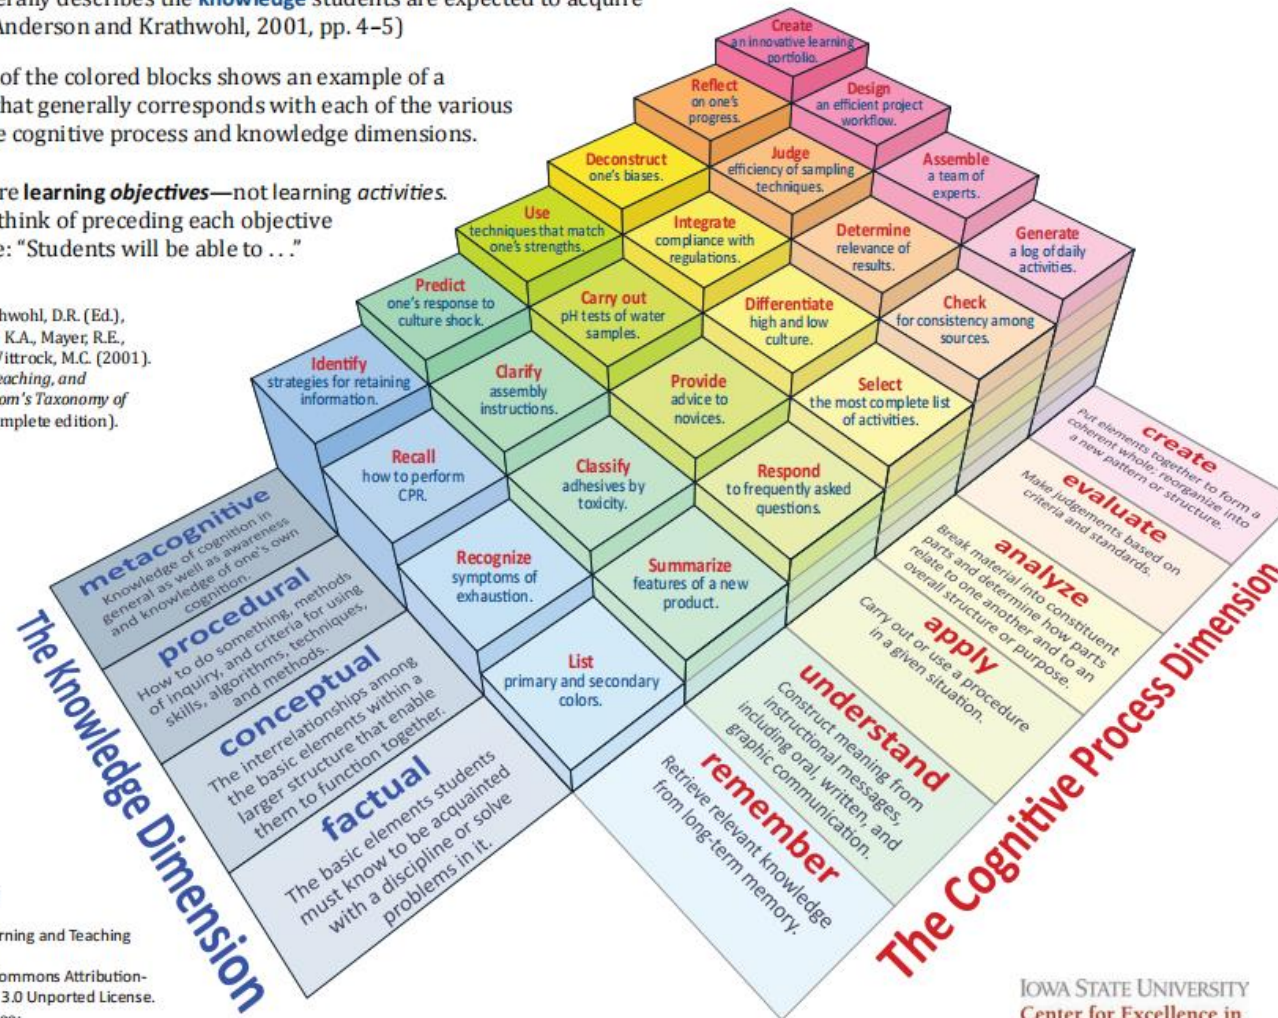 erally describes the knowledge students are expected to acquire
Anderson and Krathwohl, 2001, pp. 4–5)
of the colored blocks shows an example of a
hat generally corresponds with each of the various
e cognitive process and knowledge dimensions.
re learning objectives—not learning activities.
think of preceding each objective
e: “Students will be able to . . .”
hwohl, D.R. (Ed.),
K.A., Mayer, R.E.,
Wittrock, M.C. (2001).
eaching, and
om's Taxonomy of
mplete edition).
Create
an innovative learning
portfolio.
Reflect
on one's
progress.
Design
an efficient project
workflow.
Deconstruct
one's biases.
Judge
efficiency of sampling
techniques.
Assemble
a team of
experts.
Use
techniques that match
one's strengths.
Integrate
compliance with
regulations.
Determine
relevance of
results.
Generate
a log of daily
activities.
Predict
one's response to
culture shock.
Carry out
pH tests of water
samples.
Differentiate
high and low
culture.
Check
for consistency among
sources.
Identify
strategies for retaining
information.
Clarify
assembly
instructions.
Provide
advice to
novices.
Select
the most complete list
of activities.
Recall
how to perform
CPR.
Classify
adhesives by
toxicity.
Respond
to frequently asked
questions.
Recognize
symptoms of
exhaustion.
Summarize
features of a new
product.
List
primary and secondary
colors.
metacognitive
Knowledge of cognition in
general as well as awareness
and knowledge of one's own
cognition.
procedural
How to do something, methods
of inquiry, and criteria for using
skills, algorithms, techniques,
and methods.
conceptual
The interrelationships among
the basic elements within a
larger structure that enable
them to function together.
factual
The basic elements students
must know to be acquainted
with a discipline or solve
problems in it.
The Knowledge Dimension
create
Put elements together to form a
coherent whole; reorganize into
a new pattern or structure.
evaluate
Make judgements based on
criteria and standards.
analyze
Break material into constituent
parts and determine how parts
relate to one another and to an
overall structure or purpose.
apply
Carry out or use a procedure
in a given situation.
understand
Construct meaning from
instructional messages,
including oral, written, and
graphic communication.
remember
Retrieve relevant knowledge
from long-term memory.
The Cognitive Process Dimension
rning and Teaching
ommons Attribution-
3.0 Unported License.
IOWA STATE UNIVERSITY
Center for Excellence in